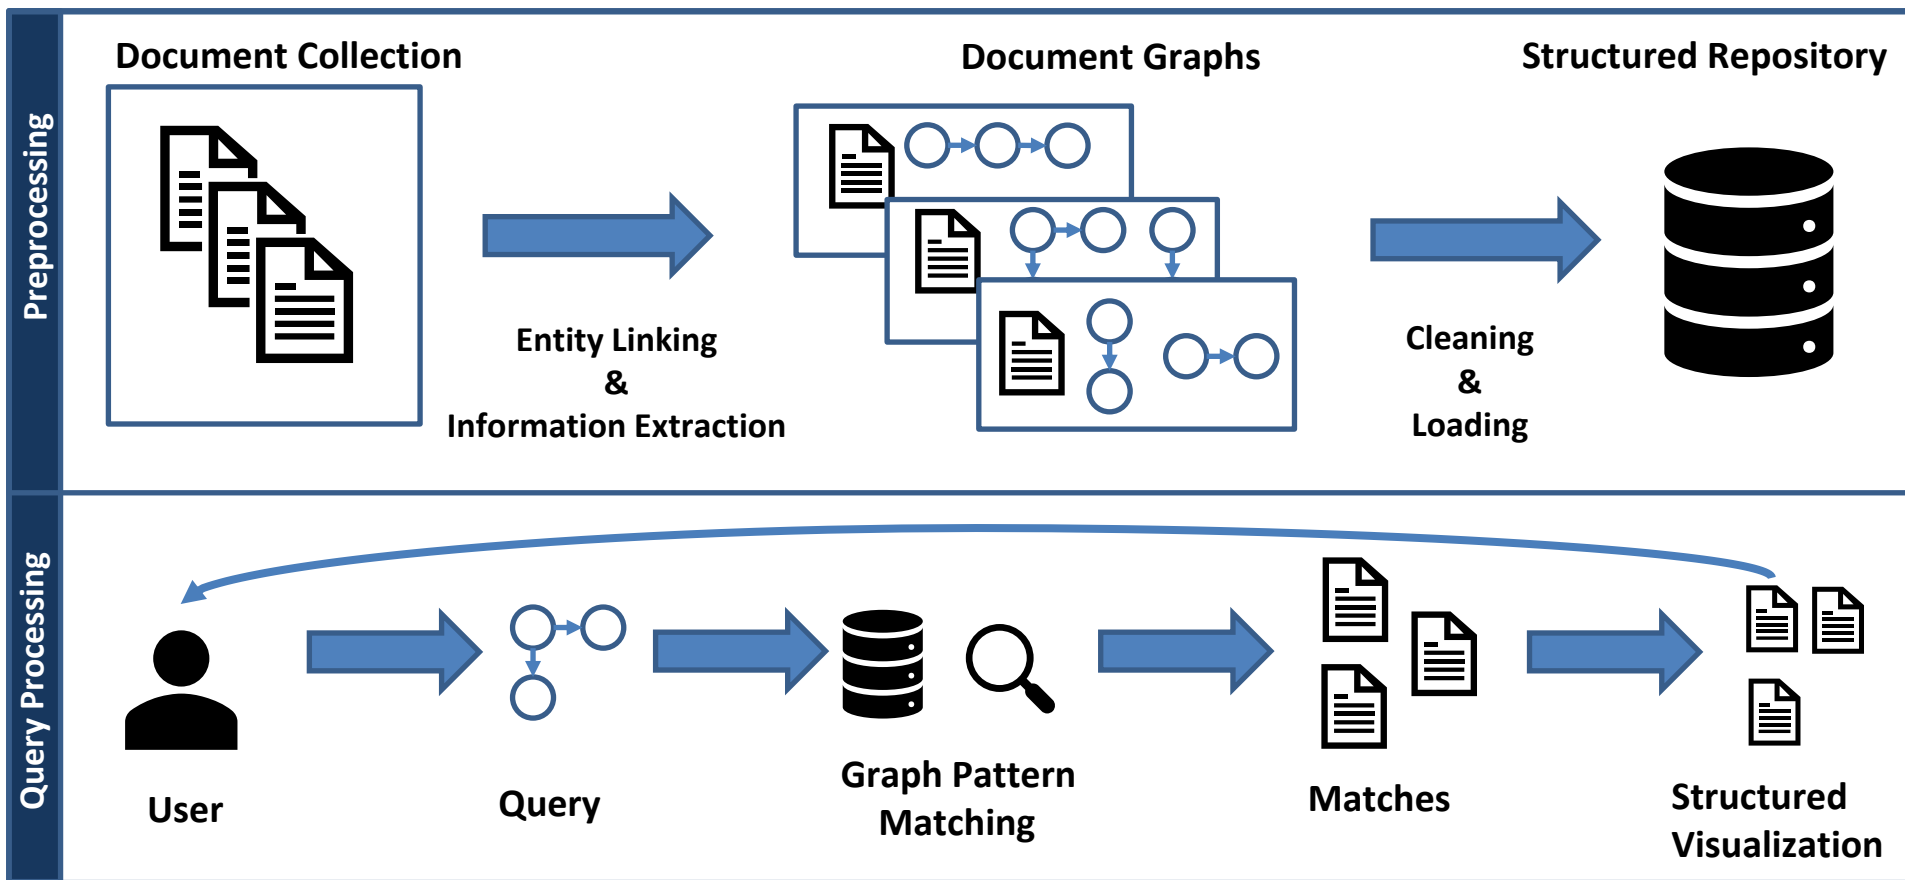 Preprocessing
Document Collection
Document Graphs
Structured Repository
Entity Linking
&
Information Extraction
Cleaning
&
Loading
Query Processing
User
Query
Graph Pattern
Matching
Matches
Structured
Visualization